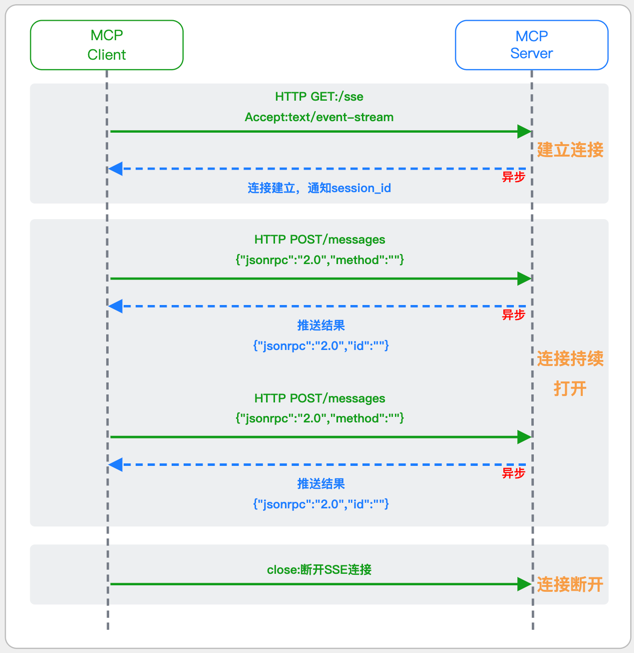 MCP
Client
MCP
Server
HTTP GET:/sse
Accept:text/event-stream
建立连接
异步
连接建立，通知session_id
HTTP POST/messages
{"jsonrpc":"2.0","method":""}
异步
推送结果
{"jsonrpc":"2.0","id":""}
连接持续
打开
HTTP POST/messages
{"jsonrpc":"2.0","method":""}
异步
推送结果
{"jsonrpc":"2.0","id":""}
close:断开SSE连接
连接断开